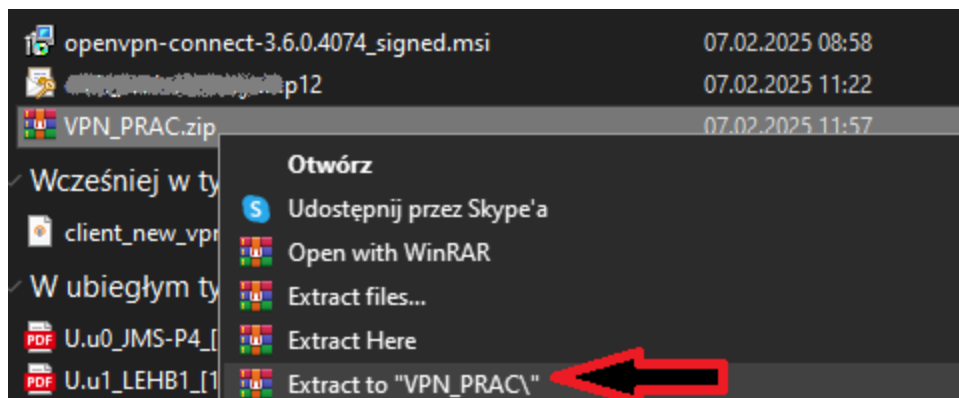 openvpn-connect-3.6.0.4074_signed.msi 07.02.2025 08:58
p12 07.02.2025 11:22
VPN_PRAC.zip 07.02.2025 11:57
Otwórz
Wcześniej w ty
Udostępnij przez Skype'a
client_new_vpn
Open with WinRAR
W ubiegłym ty
Extract files...
U.u0_JMS-P4_[
Extract Here
U.u1_LEHB1_[1
Extract to "VPN_PRAC\"